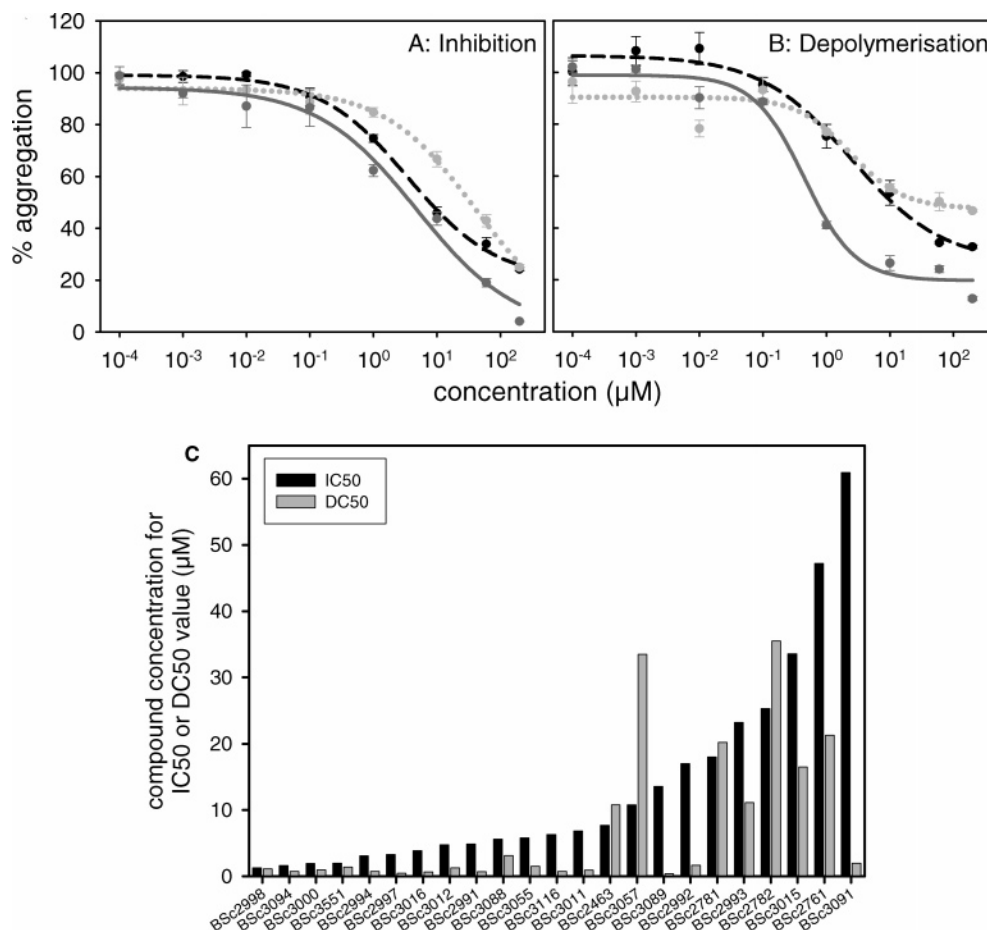 120
100
80
60
40
20
0
% aggregation
A: Inhibition
B: Depolymerisation
10⁻⁴ 10⁻³ 10⁻² 10⁻¹ 10⁰ 10¹ 10²
10⁻⁴ 10⁻³ 10⁻² 10⁻¹ 10⁰ 10¹ 10²
concentration (µM)
C
IC50
DC50
compound concentration for
IC50 or DC50 value (µM)
60
50
40
30
20
10
0
BSc2998
BSc3094
BSc3000
BSc3551
BSc2994
BSc2997
BSc3016
BSc3012
BSc2991
BSc3088
BSc3055
BSc3116
BSc3011
BSc2463
BSc3057
BSc3089
BSc2992
BSc2781
BSc2993
BSc2782
BSc3015
BSc2761
BSc3091